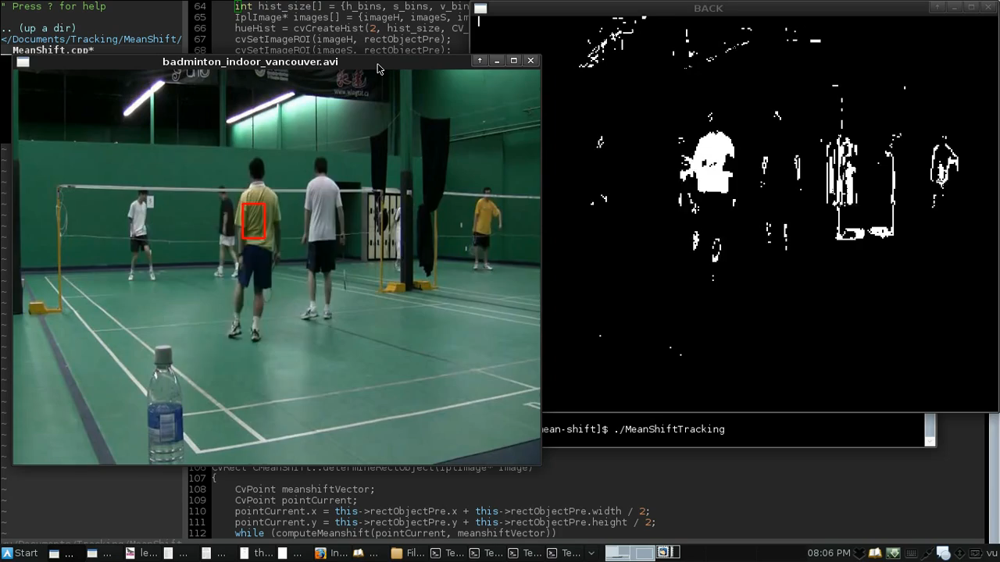 " Press ? for help
.. (up a dir)
</Documents/Tracking/MeanShift/
MeanShift.cpp*
64 int hist_size[] = {h_bins, s_bins, v_bin
65 IplImage* images[] = {imageH, imageS, im
66 hueHist = cvCreateHist(2, hist_size, CV_
67 cvSetImageROI(imageH, rectObjectPre);
68 cvSetImageROI(imageS, rectObjectPre);
BACK
badminton_indoor_vancouver.avi
www.wingtat.ca
ean-shift]$ ./MeanShiftTracking
106 CvRect CMeanShift::determineRectObject(IplImage* image)
107 {
108 CvPoint meanshiftVector;
109 CvPoint pointCurrent;
110 pointCurrent.x = this->rectObjectPre.x + this->rectObjectPre.width / 2;
111 pointCurrent.y = this->rectObjectPre.y + this->rectObjectPre.height / 2;
112 while (computeMeanshift(pointCurrent, meanshiftVector))
Start ... ... le... ... ... th... ... In... ... Fil... Te... Te... Te... Te... 08:06 PM vu